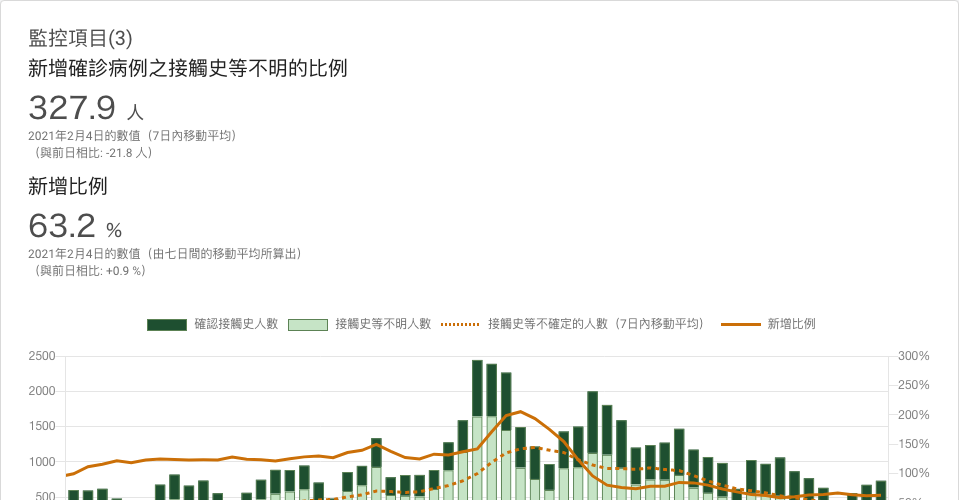 監控項目(3)
新增確診病例之接觸史等不明的比例
327.9 人
2021年2月4日的數值（7日內移動平均）
（與前日相比: -21.8 人）
新增比例
63.2 %
2021年2月4日的數值（由七日間的移動平均所算出）
（與前日相比: +0.9 %）
確認接觸史人數 接觸史等不明人數 接觸史等不確定的人數（7日內移動平均） 新增比例
2500 300%
250%
2000
200%
1500
150%
1000
100%
500
50%